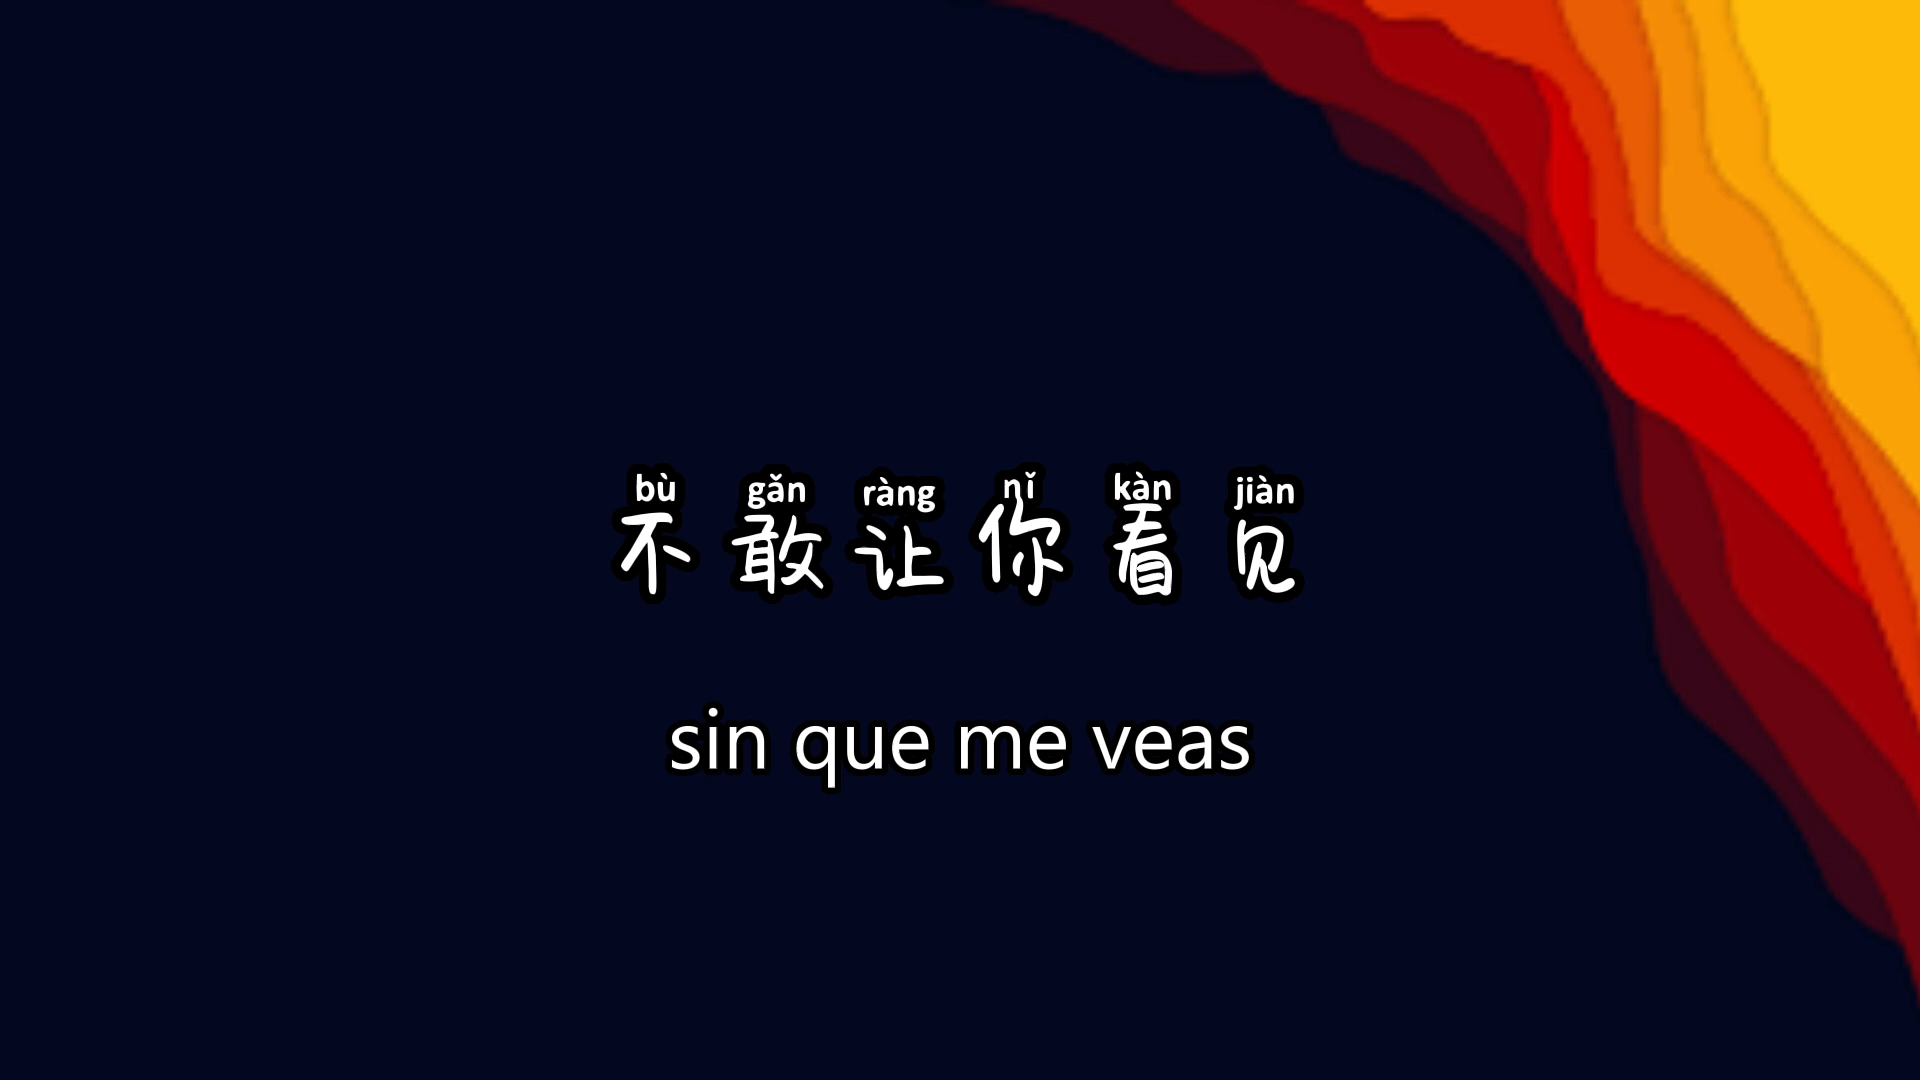 bù gǎn ràng nǐ kàn jiàn
不敢让你看见
sin que me veas